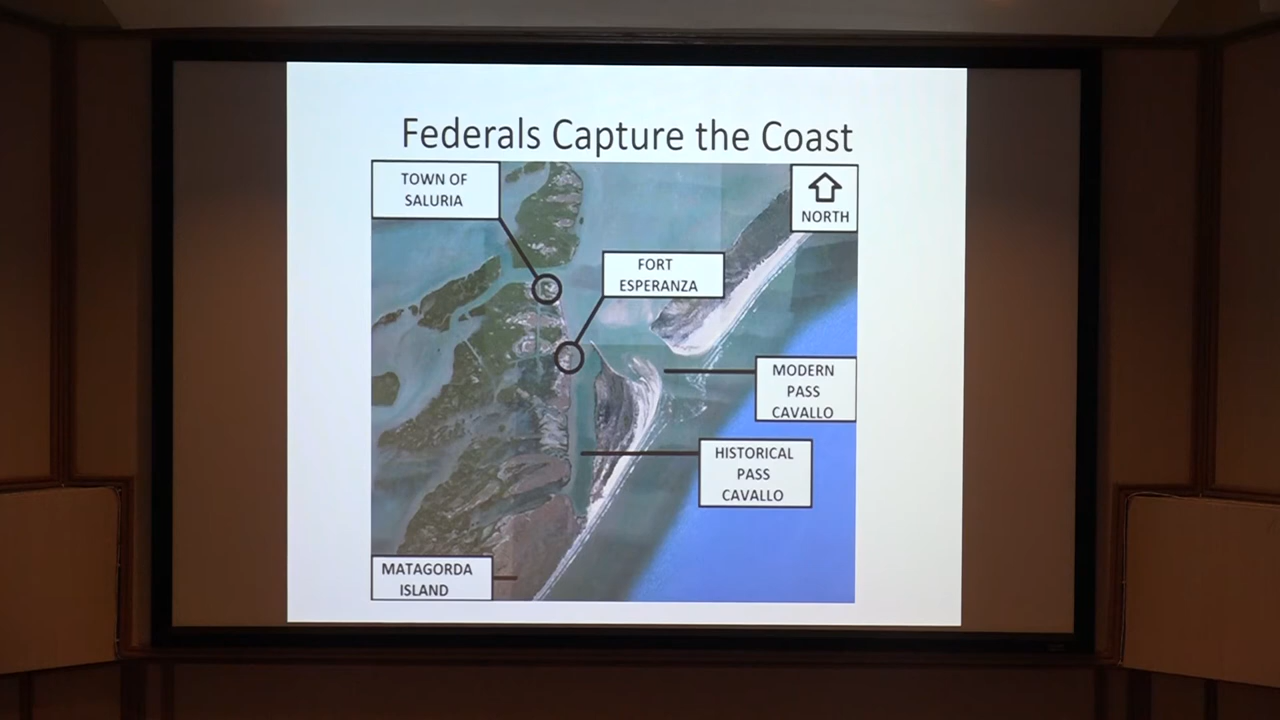 Federals Capture the Coast
TOWN OF
SALURIA
NORTH
FORT
ESPERANZA
MODERN
PASS
CAVALLO
HISTORICAL
PASS
CAVALLO
MATAGORDA
ISLAND